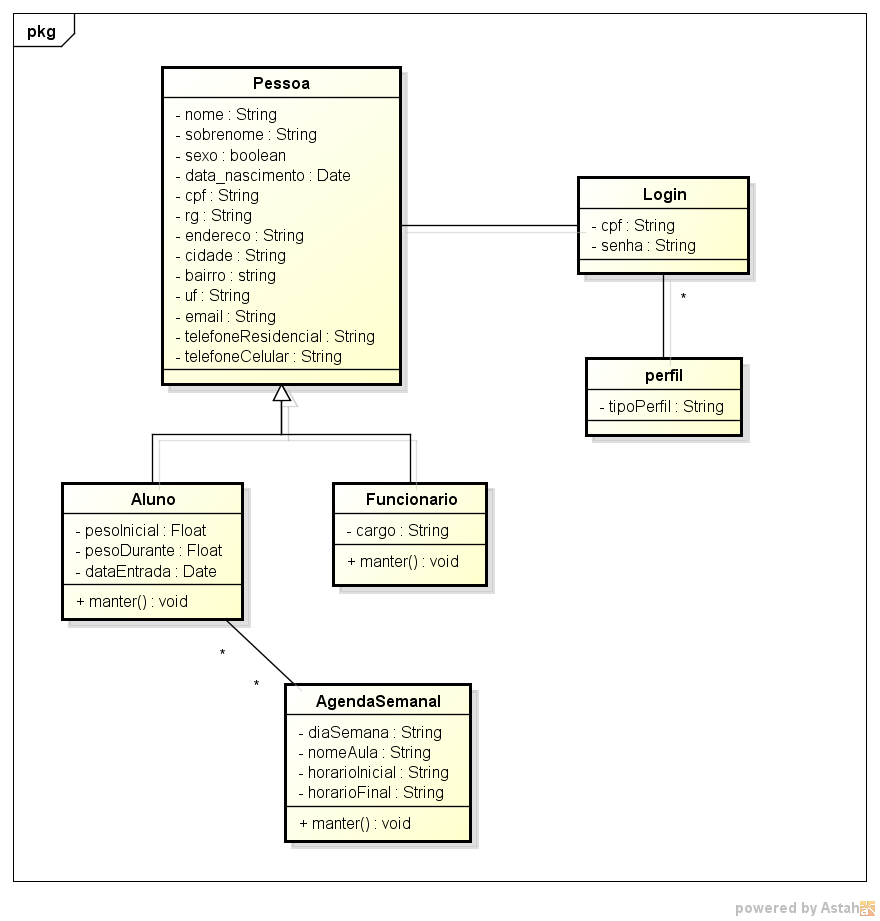 pkg
Pessoa
- nome : String
- sobrenome : String
- sexo : boolean
- data_nascimento : Date
- cpf : String
- rg : String
- endereco : String
- cidade : String
- bairro : string
- uf : String
- email : String
- telefoneResidencial : String
- telefoneCelular : String
Login
- cpf : String
- senha : String
*
perfil
- tipoPerfil : String
Aluno
- pesoInicial : Float
- pesoDurante : Float
- dataEntrada : Date
+ manter() : void
Funcionario
- cargo : String
+ manter() : void
*
*
AgendaSemanal
- diaSemana : String
- nomeAula : String
- horarioInicial : String
- horarioFinal : String
+ manter() : void
powered by Astah